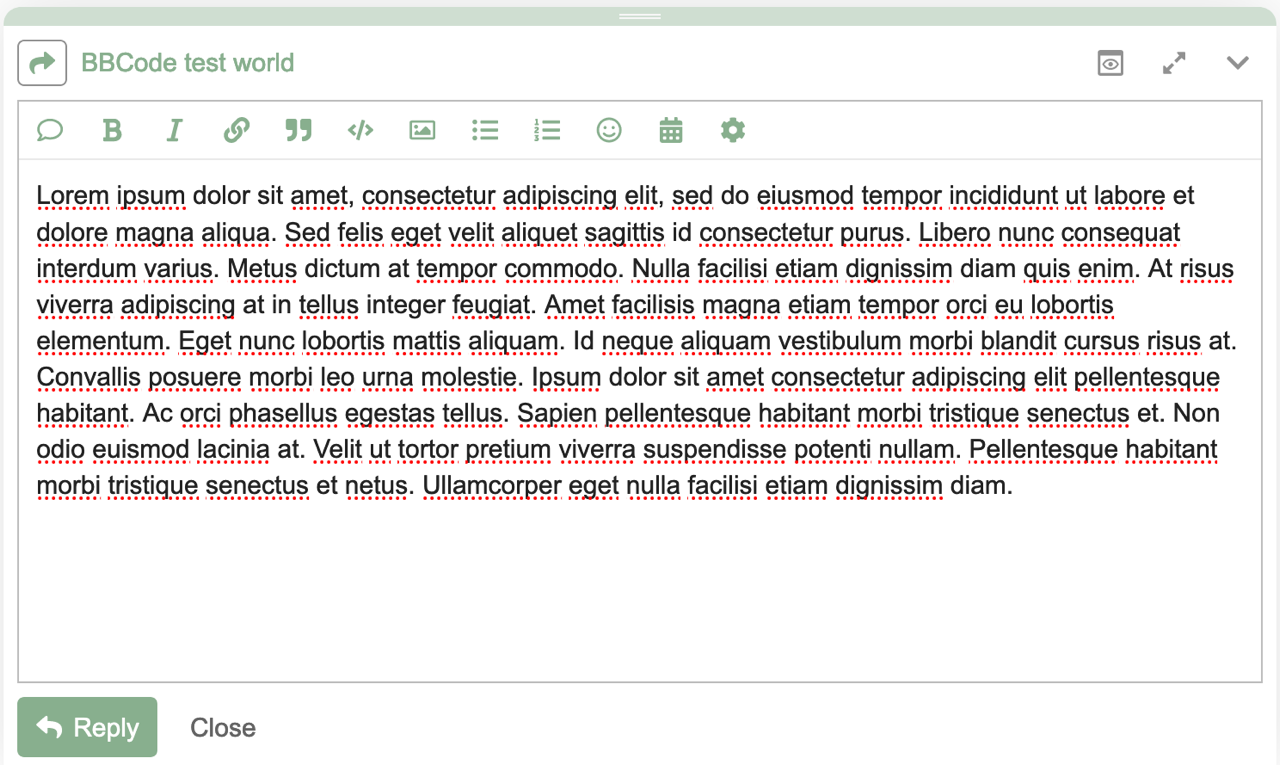 BBCode test world
Lorem ipsum dolor sit amet, consectetur adipiscing elit, sed do eiusmod tempor incididunt ut labore et
dolore magna aliqua. Sed felis eget velit aliquet sagittis id consectetur purus. Libero nunc consequat
interdum varius. Metus dictum at tempor commodo. Nulla facilisi etiam dignissim diam quis enim. At risus
viverra adipiscing at in tellus integer feugiat. Amet facilisis magna etiam tempor orci eu lobortis
elementum. Eget nunc lobortis mattis aliquam. Id neque aliquam vestibulum morbi blandit cursus risus at.
Convallis posuere morbi leo urna molestie. Ipsum dolor sit amet consectetur adipiscing elit pellentesque
habitant. Ac orci phasellus egestas tellus. Sapien pellentesque habitant morbi tristique senectus et. Non
odio euismod lacinia at. Velit ut tortor pretium viverra suspendisse potenti nullam. Pellentesque habitant
morbi tristique senectus et netus. Ullamcorper eget nulla facilisi etiam dignissim diam.
Reply Close